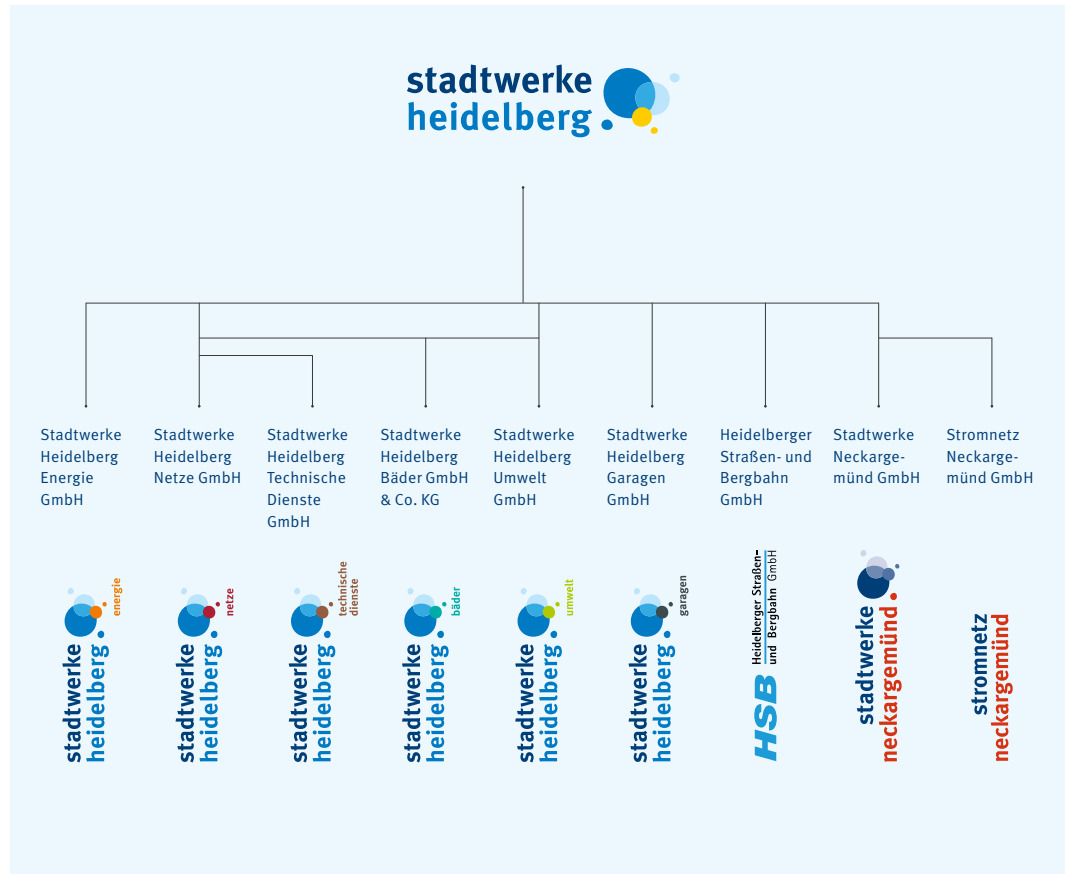 stadtwerke
heidelberg
Stadtwerke
Heidelberg
Energie
GmbH
Stadtwerke
Heidelberg
Netze GmbH
Stadtwerke
Heidelberg
Technische
Dienste
GmbH
Stadtwerke
Heidelberg
Bäder GmbH
& Co. KG
Stadtwerke
Heidelberg
Umwelt
GmbH
Stadtwerke
Heidelberg
Garagen
GmbH
Heidelberger
Straßen- und
Bergbahn
GmbH
Stadtwerke
Neckarge-
münd GmbH
Stromnetz
Neckarge-
münd GmbH
stadtwerke
heidelberg
energie
stadtwerke
heidelberg
netze
stadtwerke
heidelberg
technische
dienste
stadtwerke
heidelberg
bäder
stadtwerke
heidelberg
umwelt
stadtwerke
heidelberg
garagen
HSB
Heidelberger Straßen-
und Bergbahn GmbH
stadtwerke
neckargemünd
stromnetz
neckargemünd